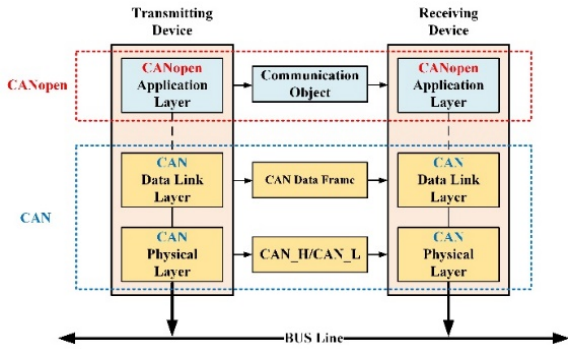 Transmitting
Device
Receiving
Device
CANopen
CANopen
Application
Layer
Communication
Object
CANopen
Application
Layer
CAN
CAN
Data Link
Layer
CAN Data Frame
CAN
Data Link
Layer
CAN
Physical
Layer
CAN_H/CAN_L
CAN
Physical
Layer
BUS Line